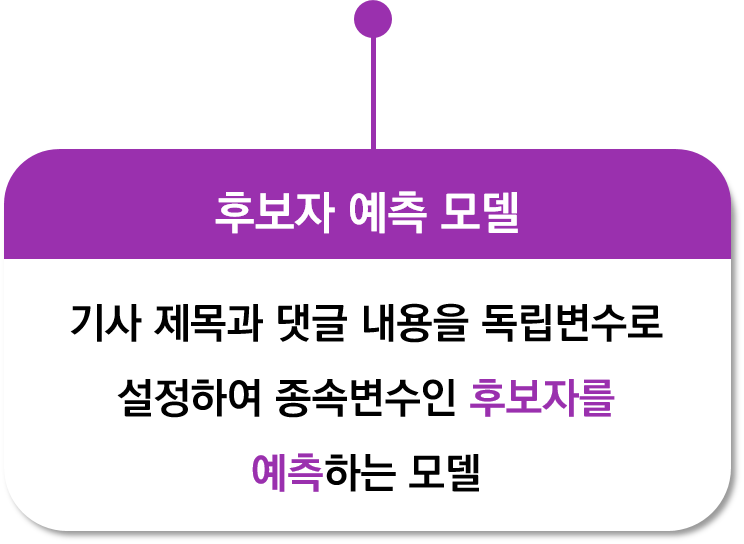 후보자 예측 모델
기사 제목과 댓글 내용을 독립변수로
설정하여 종속변수인 후보자를
예측하는 모델